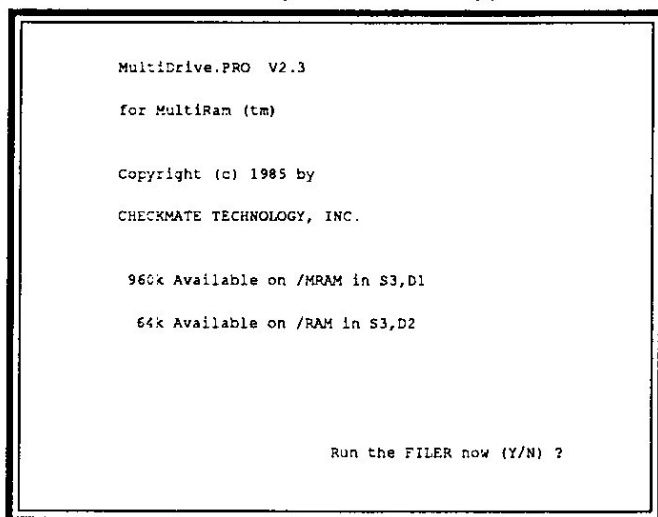 MultiDrive.PRO V2.3
for MultiRam (tm)
Copyright (c) 1985 by
CHECKMATE TECHNOLOGY, INC.
960k Available on /MRAM in S3,D1
64k Available on /RAM in S3,D2
Run the FILER now (Y/N) ?